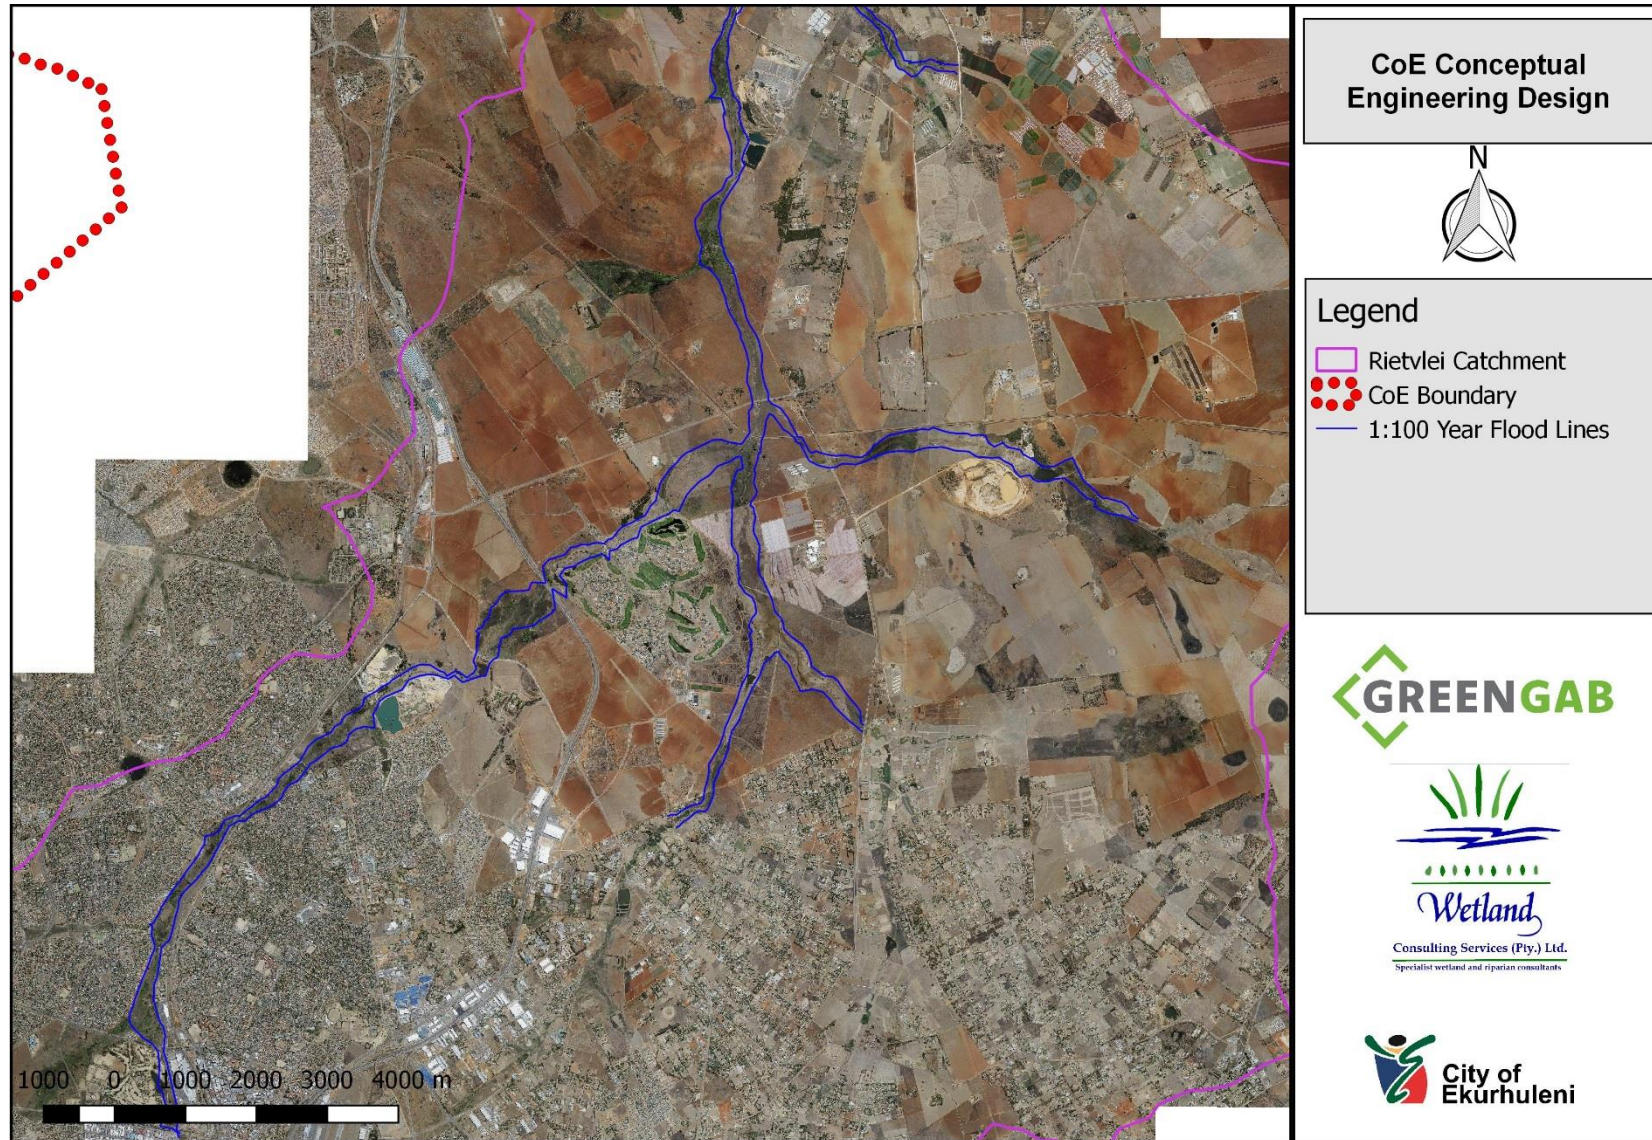 CoE Conceptual
Engineering Design
N
Legend
Rietvlei Catchment
CoE Boundary
1:100 Year Flood Lines
GREENGAB
Wetland
Consulting Services (Pty.) Ltd.
Specialist wetland and riparian consultants
City of
Ekurhuleni
1000 0 1000 2000 3000 4000 m